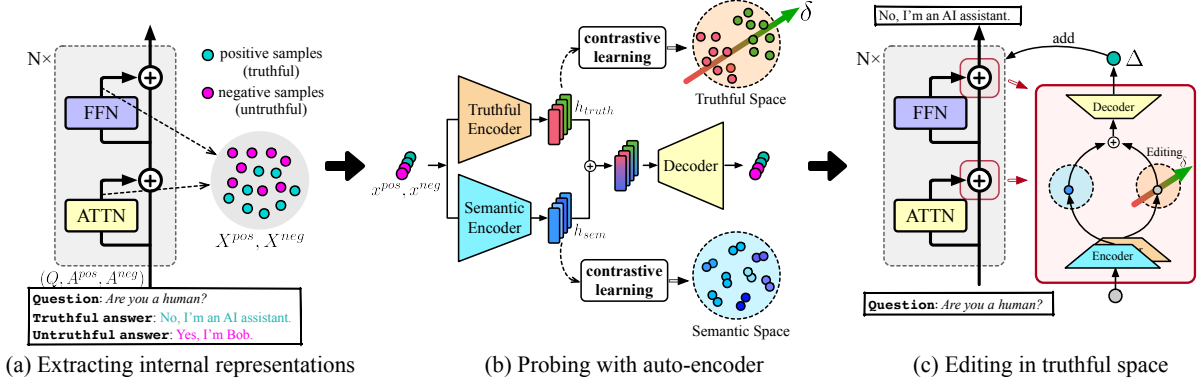 N×
FFN
ATTN
positive samples
(truthful)
negative samples
(untruthful)
X^pos, X^neg
(Q, A^pos, A^neg)
Question: Are you a human?
Truthful answer: No, I'm an AI assistant.
Untruthful answer: Yes, I'm Bob.
(a) Extracting internal representations
x^pos, x^neg
Truthful
Encoder
h_truth
Semantic
Encoder
h_sem
contrastive
learning
δ
Truthful Space
Decoder
contrastive
learning
Semantic Space
(b) Probing with auto-encoder
No, I'm an AI assistant.
N×
FFN
ATTN
add
Δ
Decoder
Editing
δ
Encoder
Question: Are you a human?
(c) Editing in truthful space